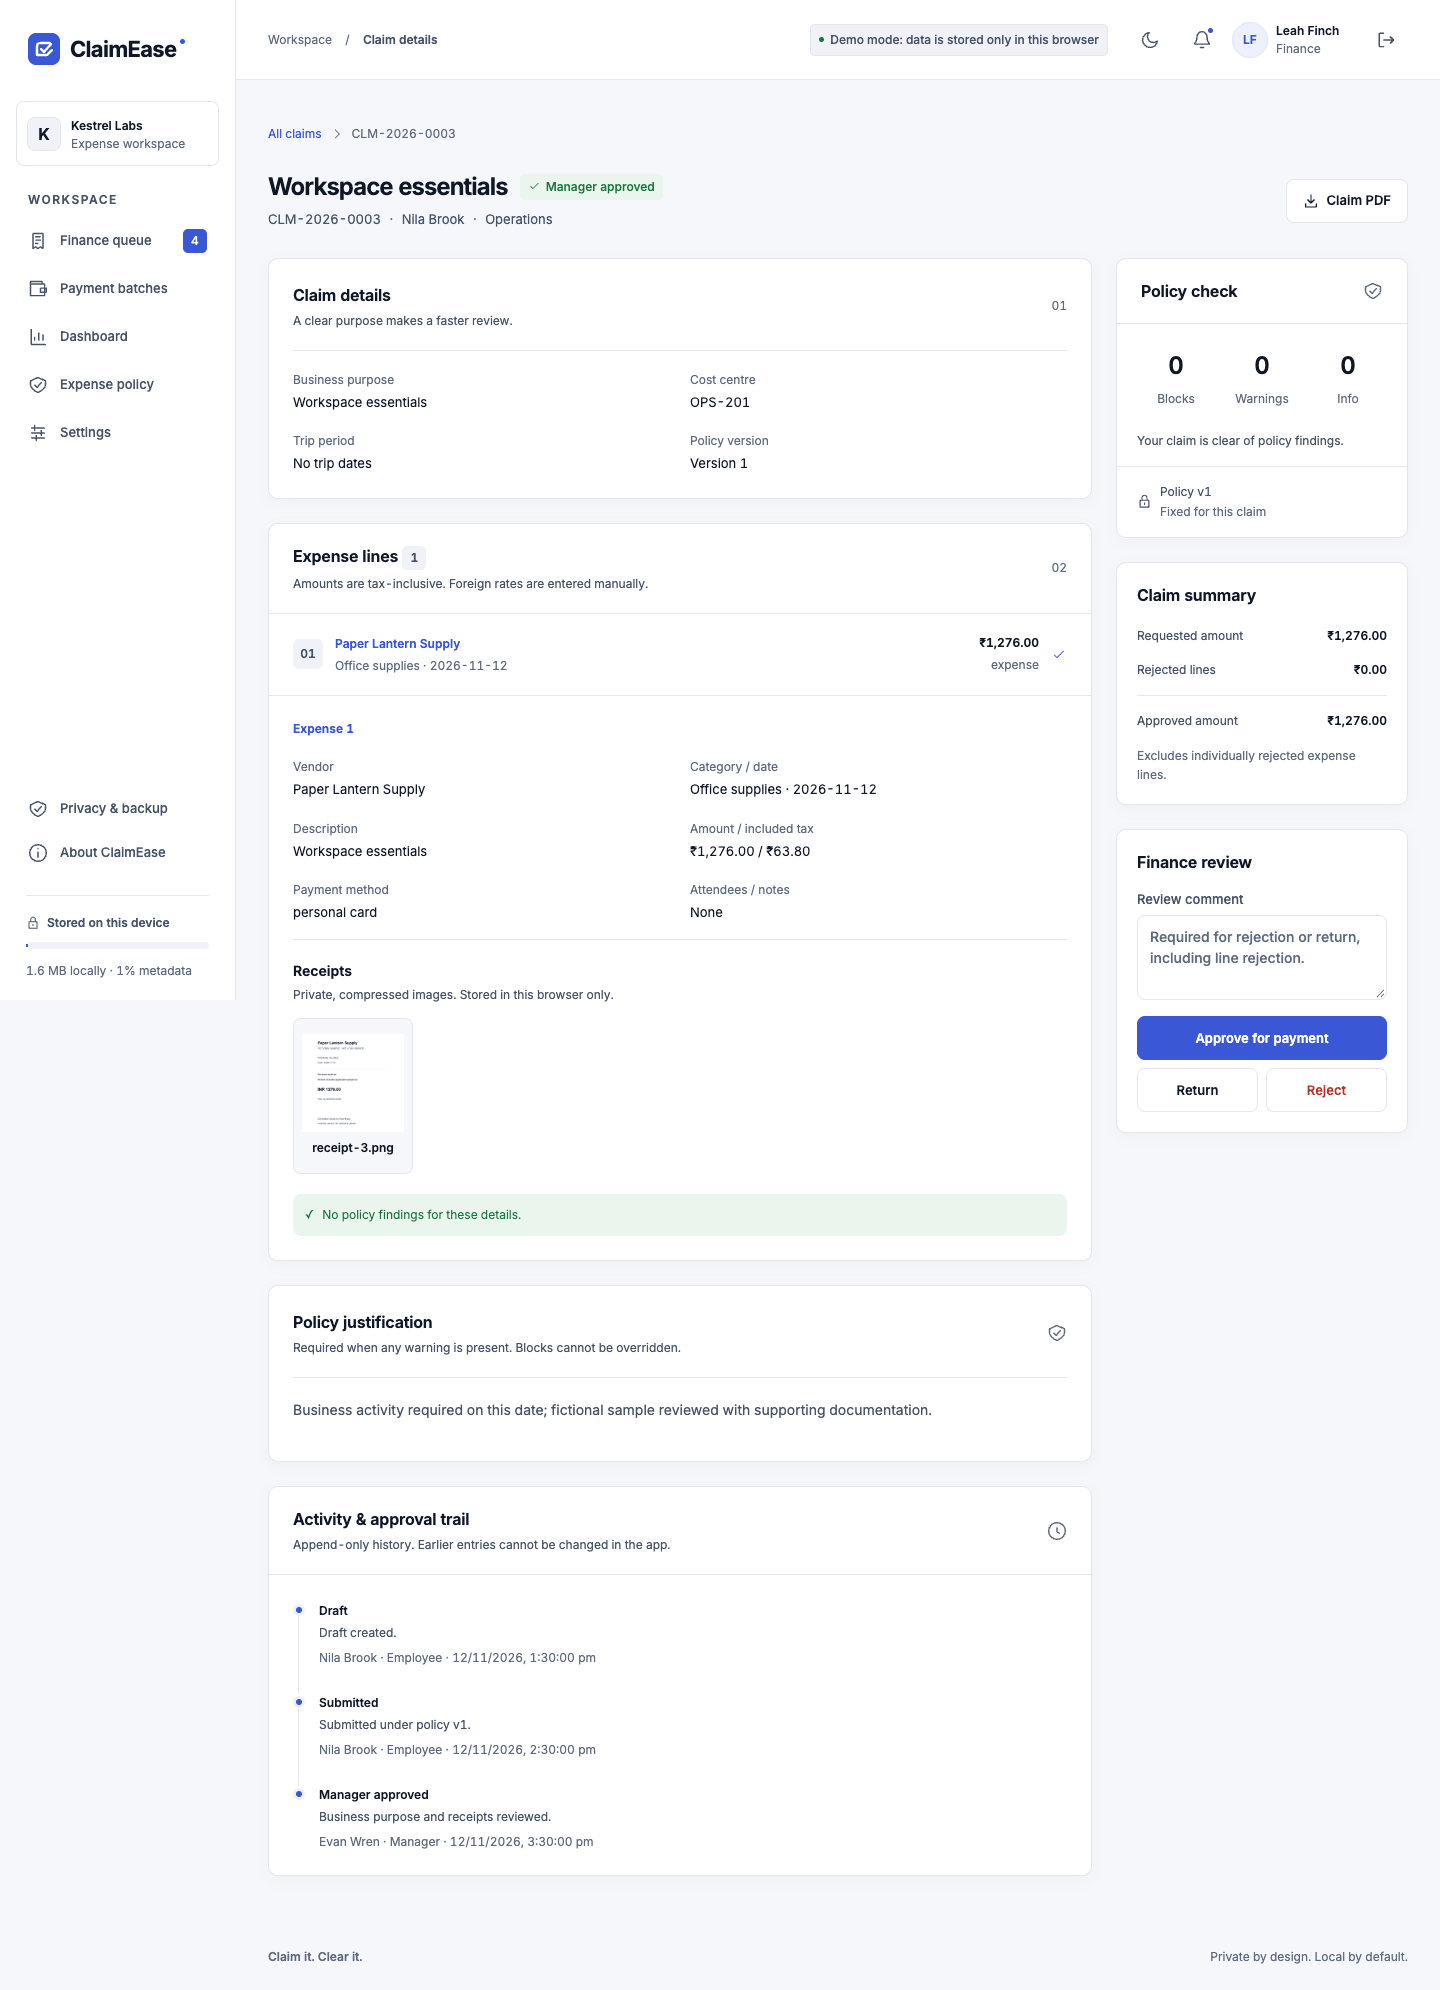 ClaimEase
K
Kestrel Labs
Expense workspace
WORKSPACE
Finance queue 4
Payment batches
Dashboard
Expense policy
Settings
Privacy & backup
About ClaimEase
Stored on this device
1.6 MB locally · 1% metadata
Workspace / Claim details
Demo mode: data is stored only in this browser
LF
Leah Finch
Finance
All claims > CLM-2026-0003
Workspace essentials
Manager approved
CLM-2026-0003 · Nila Brook · Operations
Claim PDF
Claim details
A clear purpose makes a faster review.
01
Business purpose
Workspace essentials
Cost centre
OPS-201
Trip period
No trip dates
Policy version
Version 1
Expense lines 1
Amounts are tax-inclusive. Foreign rates are entered manually.
02
01
Paper Lantern Supply
Office supplies · 2026-11-12
₹1,276.00
expense
Expense 1
Vendor
Paper Lantern Supply
Category / date
Office supplies · 2026-11-12
Description
Workspace essentials
Amount / included tax
₹1,276.00 / ₹63.80
Payment method
personal card
Attendees / notes
None
Receipts
Private, compressed images. Stored in this browser only.
Paper Lantern Supply
INR 1276.00
receipt-3.png
✓ No policy findings for these details.
Policy justification
Required when any warning is present. Blocks cannot be overridden.
Business activity required on this date; fictional sample reviewed with supporting documentation.
Activity & approval trail
Append-only history. Earlier entries cannot be changed in the app.
Draft
Draft created.
Nila Brook · Employee · 12/11/2026, 1:30:00 pm
Submitted
Submitted under policy v1.
Nila Brook · Employee · 12/11/2026, 2:30:00 pm
Manager approved
Business purpose and receipts reviewed.
Evan Wren · Manager · 12/11/2026, 3:30:00 pm
Policy check
0 0 0
Blocks Warnings Info
Your claim is clear of policy findings.
Policy v1
Fixed for this claim
Claim summary
Requested amount ₹1,276.00
Rejected lines ₹0.00
Approved amount ₹1,276.00
Excludes individually rejected expense
lines.
Finance review
Review comment
Required for rejection or return,
including line rejection.
Approve for payment
Return
Reject
Claim it. Clear it.
Private by design. Local by default.